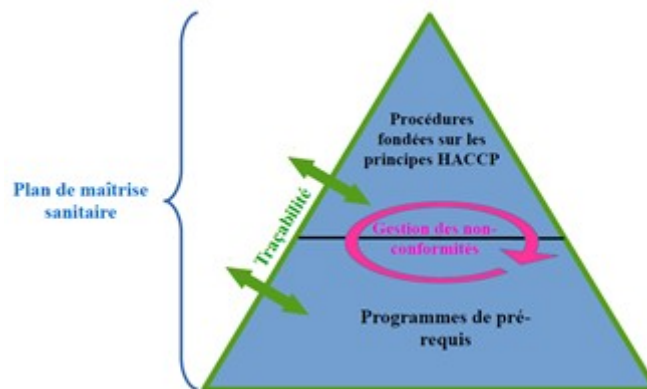 Procédures
fondées sur les
principes HACCP
Plan de maîtrise
sanitaire
Traçabilité
Gestion des non-
conformités
Programmes de pré-
requis